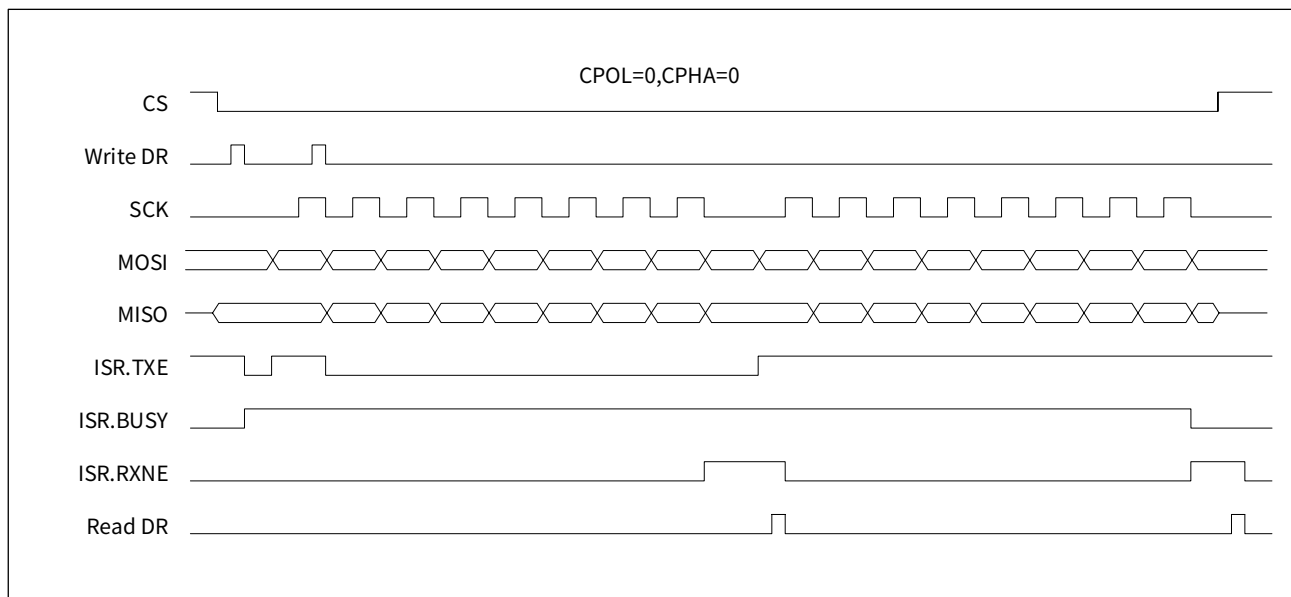 CPOL=0,CPHA=0
CS
Write DR
SCK
MOSI
MISO
ISR.TXE
ISR.BUSY
ISR.RXNE
Read DR